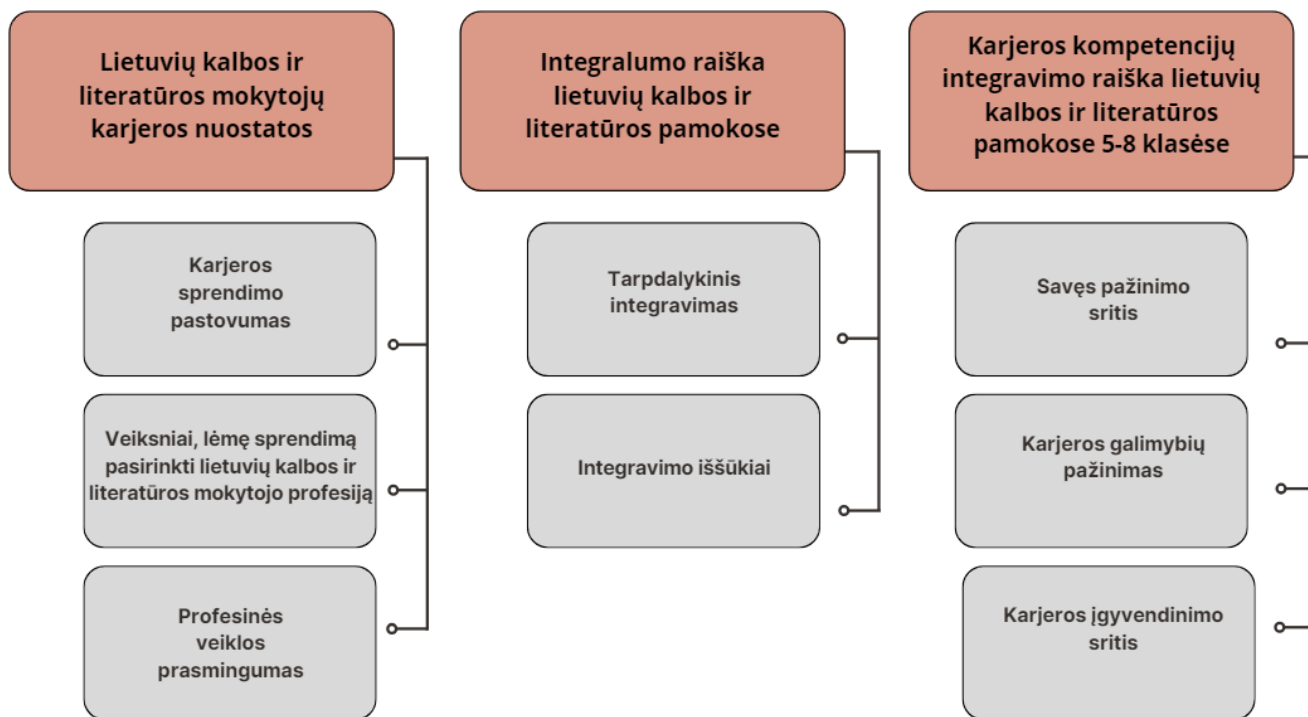 Lietuvių kalbos ir
literatūros mokytojų
karjeros nuostatos
Karjeros
sprendimo
pastovumas
Veiksniai, lėmę sprendimą
pasirinkti lietuvių kalbos ir
literatūros mokytojo profesiją
Profesinės
veiklos
prasmingumas
Integralumo raiška
lietuvių kalbos ir
literatūros pamokose
Tarpdalykinis
integravimas
Integravimo iššūkiai
Karjeros kompetencijų
integravimo raiška lietuvių
kalbos ir literatūros
pamokose 5-8 klasėse
Savęs pažinimo
sritis
Karjeros galimybių
pažinimas
Karjeros įgyvendinimo
sritis